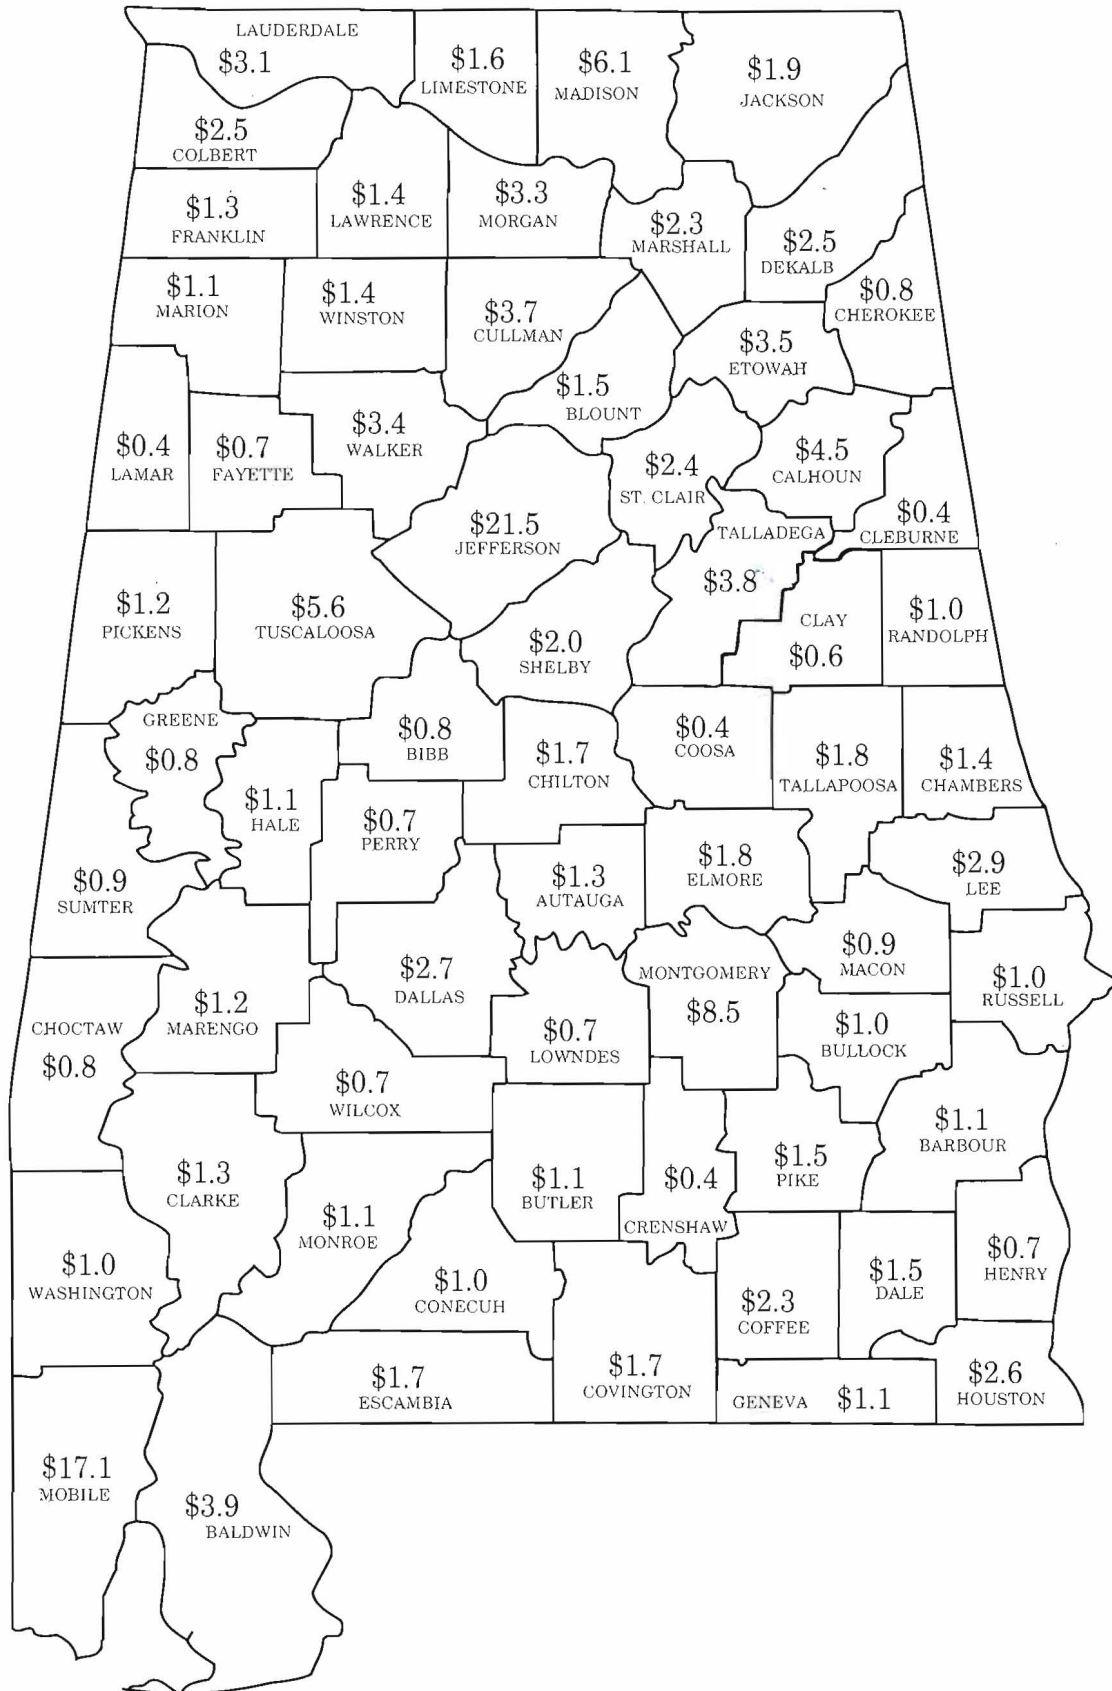 LAUDERDALE
$3.1
$1.6
LIMESTONE
$6.1
MADISON
$1.9
JACKSON
$2.5
COLBERT
$1.3
FRANKLIN
$1.4
LAWRENCE
$3.3
MORGAN
$2.3
MARSHALL
$2.5
DEKALB
$0.8
CHEROKEE
$1.1
MARION
$1.4
WINSTON
$3.7
CULLMAN
$1.5
BLOUNT
$3.5
ETOWAH
$0.4
LAMAR
$0.7
FAYETTE
$3.4
WALKER
$21.5
JEFFERSON
$2.4
ST. CLAIR
$4.5
CALHOUN
$0.4
CLEBURNE
TALLADEGA
$3.8
$1.2
PICKENS
$5.6
TUSCALOOSA
$2.0
SHELBY
CLAY
$0.6
$1.0
RANDOLPH
GREENE
$0.8
$1.1
HALE
$0.8
BIBB
$1.7
CHILTON
$0.4
COOSA
$1.8
TALLAPOOSA
$1.4
CHAMBERS
$0.9
SUMTER
$0.7
PERRY
$1.3
AUTAUGA
$1.8
ELMORE
$2.9
LEE
$1.2
MARENGO
$2.7
DALLAS
$0.7
LOWNDES
MONTGOMERY
$8.5
$0.9
MACON
$1.0
RUSSELL
CHOCTAW
$0.8
$1.0
BULLOCK
$0.7
WILCOX
$1.3
CLARKE
$1.1
MONROE
$1.1
BUTLER
$0.4
CRENSHAW
$1.5
PIKE
$1.1
BARBOUR
$1.0
WASHINGTON
$1.0
CONECUH
$2.3
COFFEE
$1.5
DALE
$0.7
HENRY
$1.7
ESCAMBIA
$1.7
COVINGTON
GENEVA $1.1
$2.6
HOUSTON
$17.1
MOBILE
$3.9
BALDWIN